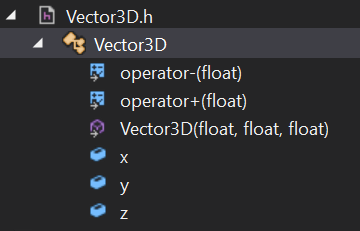 Vector3D.h
Vector3D
operator-(float)
operator+(float)
Vector3D(float, float, float)
x
y
z